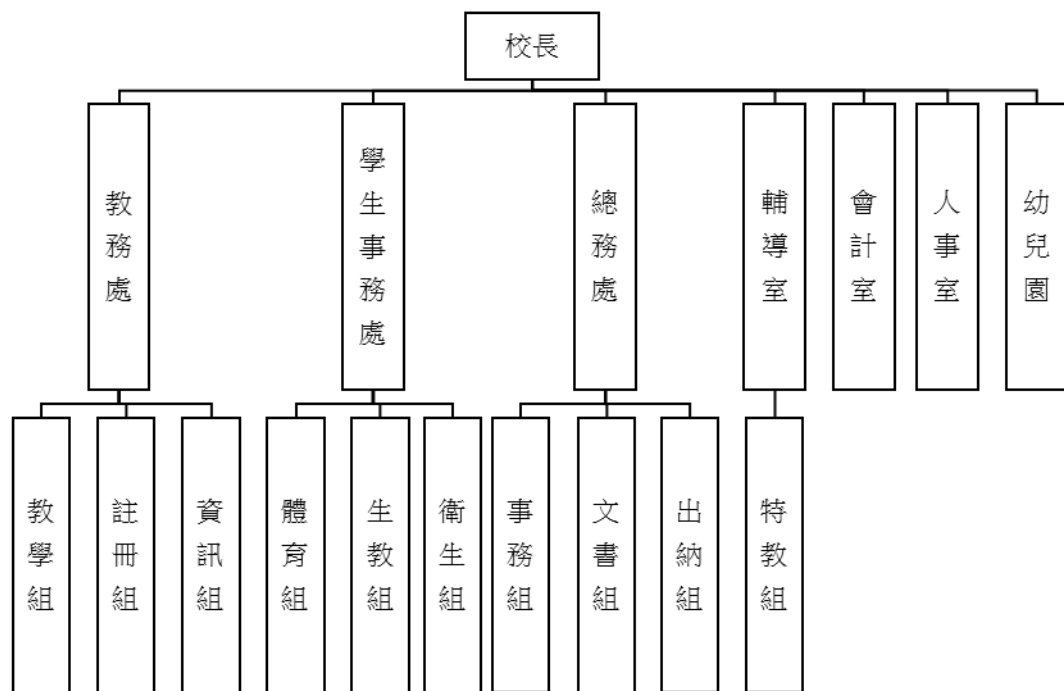 校長
教務處
學生事務處
總務處
輔導室
會計室
人事室
幼兒園
教學組
註冊組
資訊組
體育組
生教組
衛生組
事務組
文書組
出納組
特教組